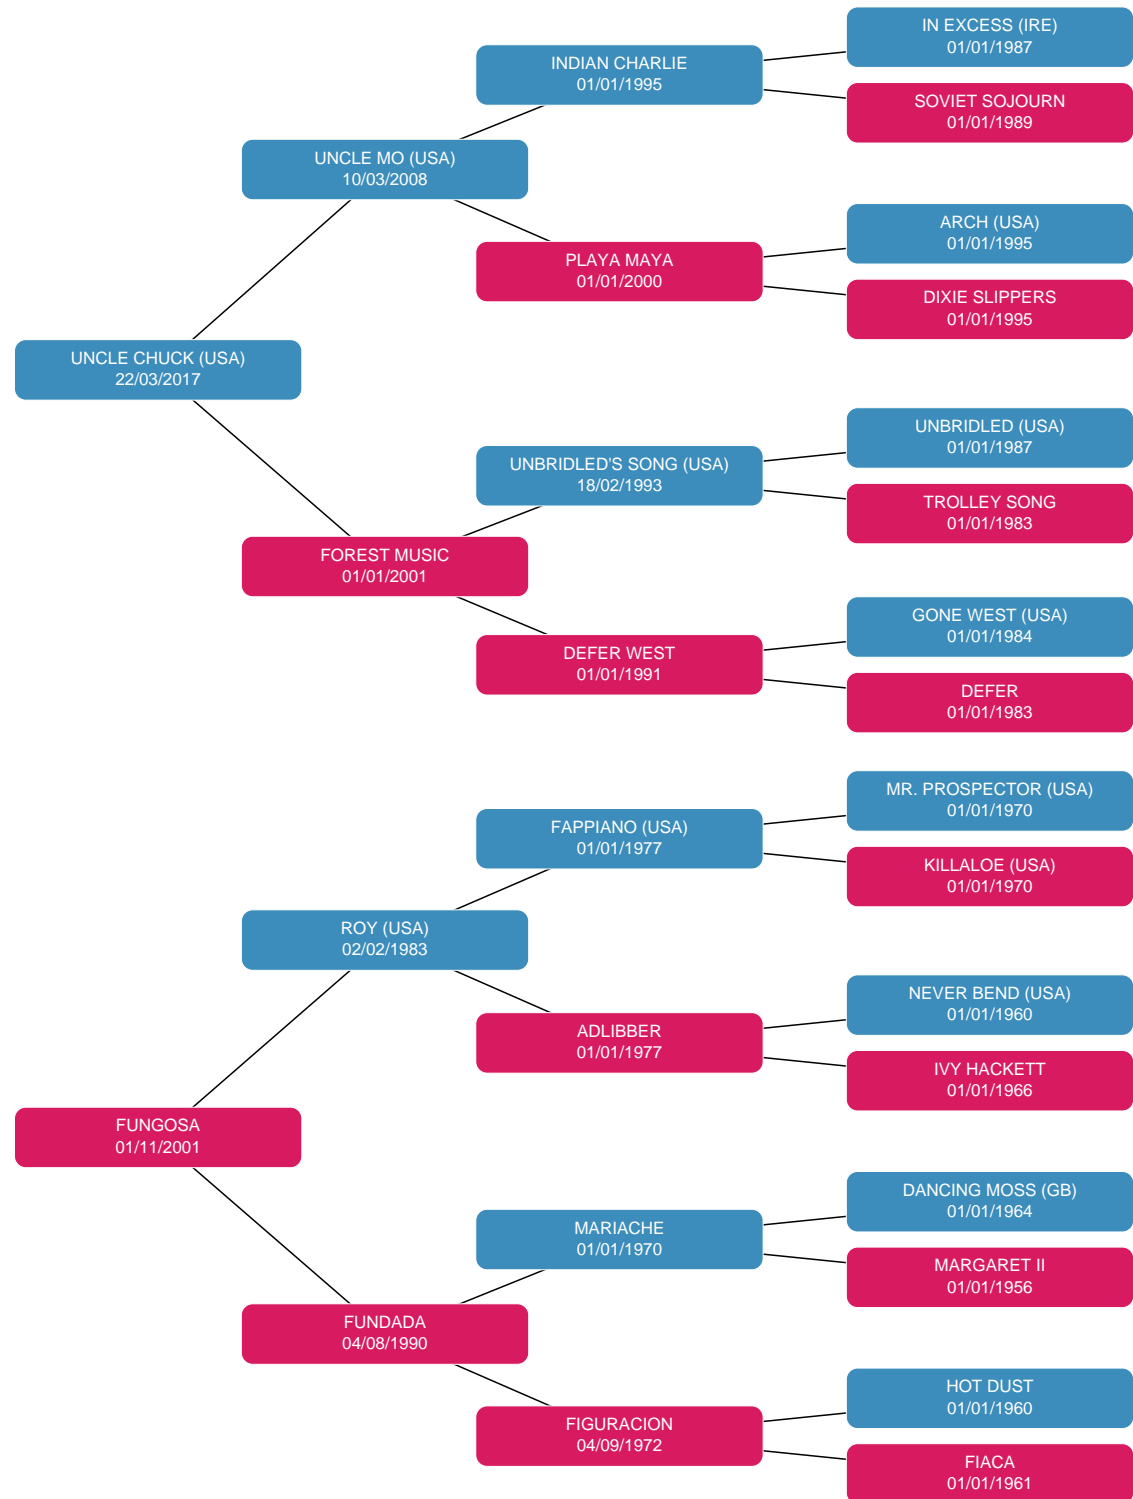 IN EXCESS (IRE)
01/01/1987
INDIAN CHARLIE
01/01/1995
SOVIET SOJOURN
01/01/1989
UNCLE MO (USA)
10/03/2008
ARCH (USA)
01/01/1995
PLAYA MAYA
01/01/2000
DIXIE SLIPPERS
01/01/1995
UNCLE CHUCK (USA)
22/03/2017
UNBRIDLED (USA)
01/01/1987
UNBRIDLED'S SONG (USA)
18/02/1993
TROLLEY SONG
01/01/1983
FOREST MUSIC
01/01/2001
GONE WEST (USA)
01/01/1984
DEFER WEST
01/01/1991
DEFER
01/01/1983
MR. PROSPECTOR (USA)
01/01/1970
FAPPIANO (USA)
01/01/1977
KILLALOE (USA)
01/01/1970
ROY (USA)
02/02/1983
NEVER BEND (USA)
01/01/1960
ADLIBBER
01/01/1977
IVY HACKETT
01/01/1966
FUNGOSA
01/11/2001
DANCING MOSS (GB)
01/01/1964
MARIACHE
01/01/1970
MARGARET II
01/01/1956
FUNDADA
04/08/1990
HOT DUST
01/01/1960
FIGURACION
04/09/1972
FIACA
01/01/1961